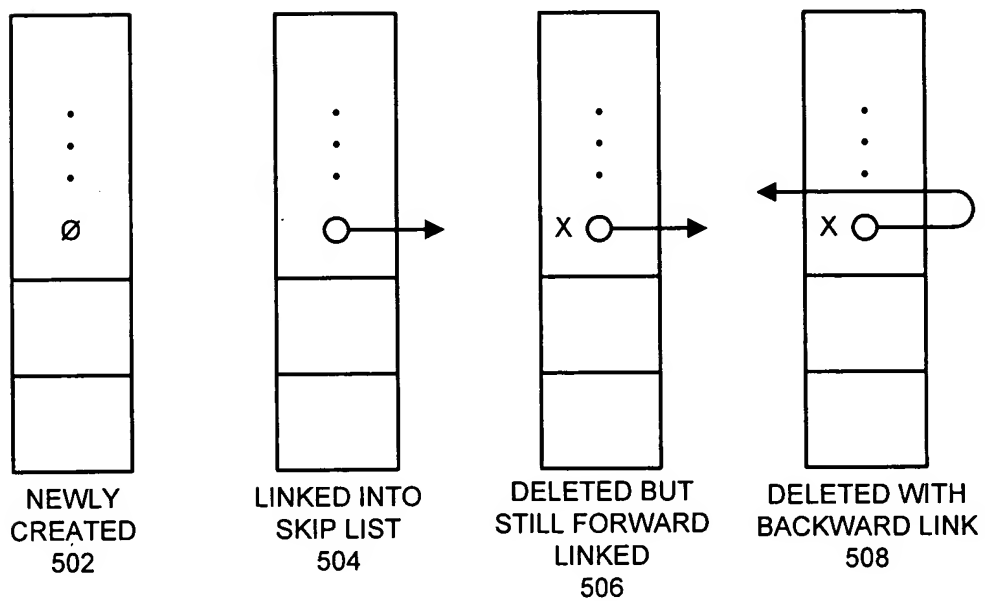 Ø
X
X
NEWLY
CREATED
502
LINKED INTO
SKIP LIST
504
DELETED BUT
STILL FORWARD
LINKED
506
DELETED WITH
BACKWARD LINK
508